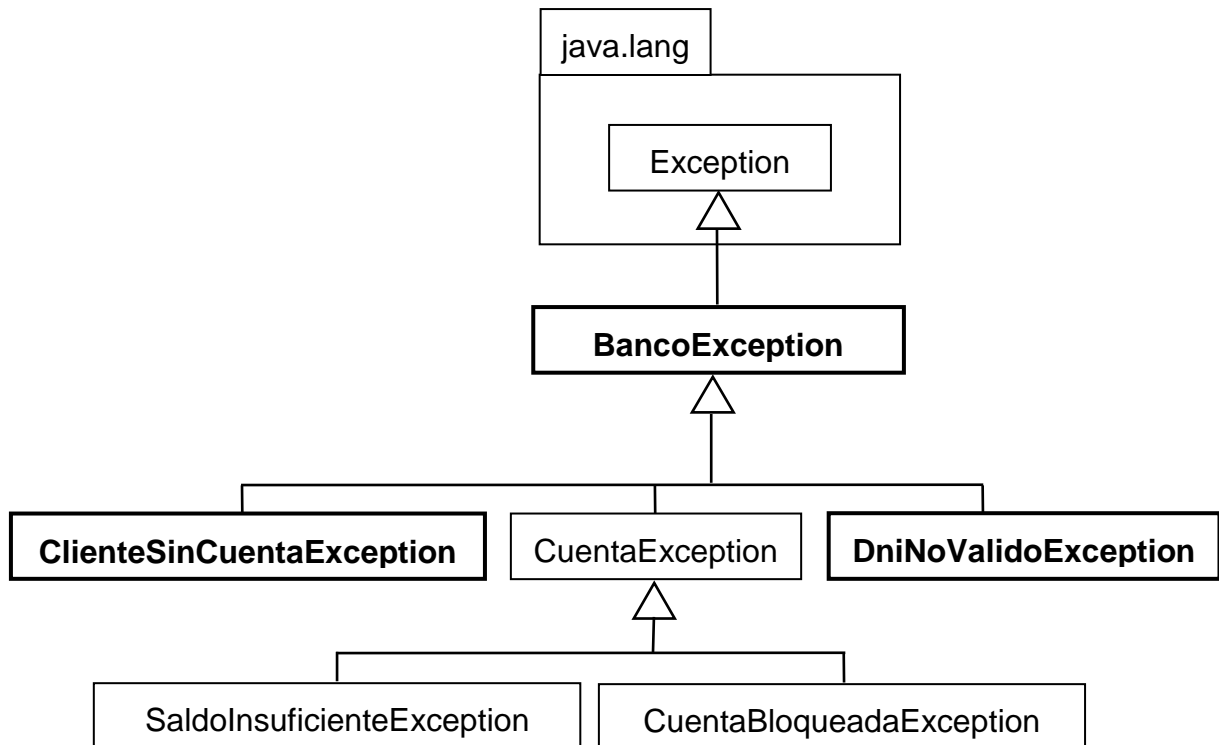 java.lang
Exception
BancoException
ClienteSinCuentaException
CuentaException
DniNoValidoException
SaldoInsuficienteException
CuentaBloqueadaException